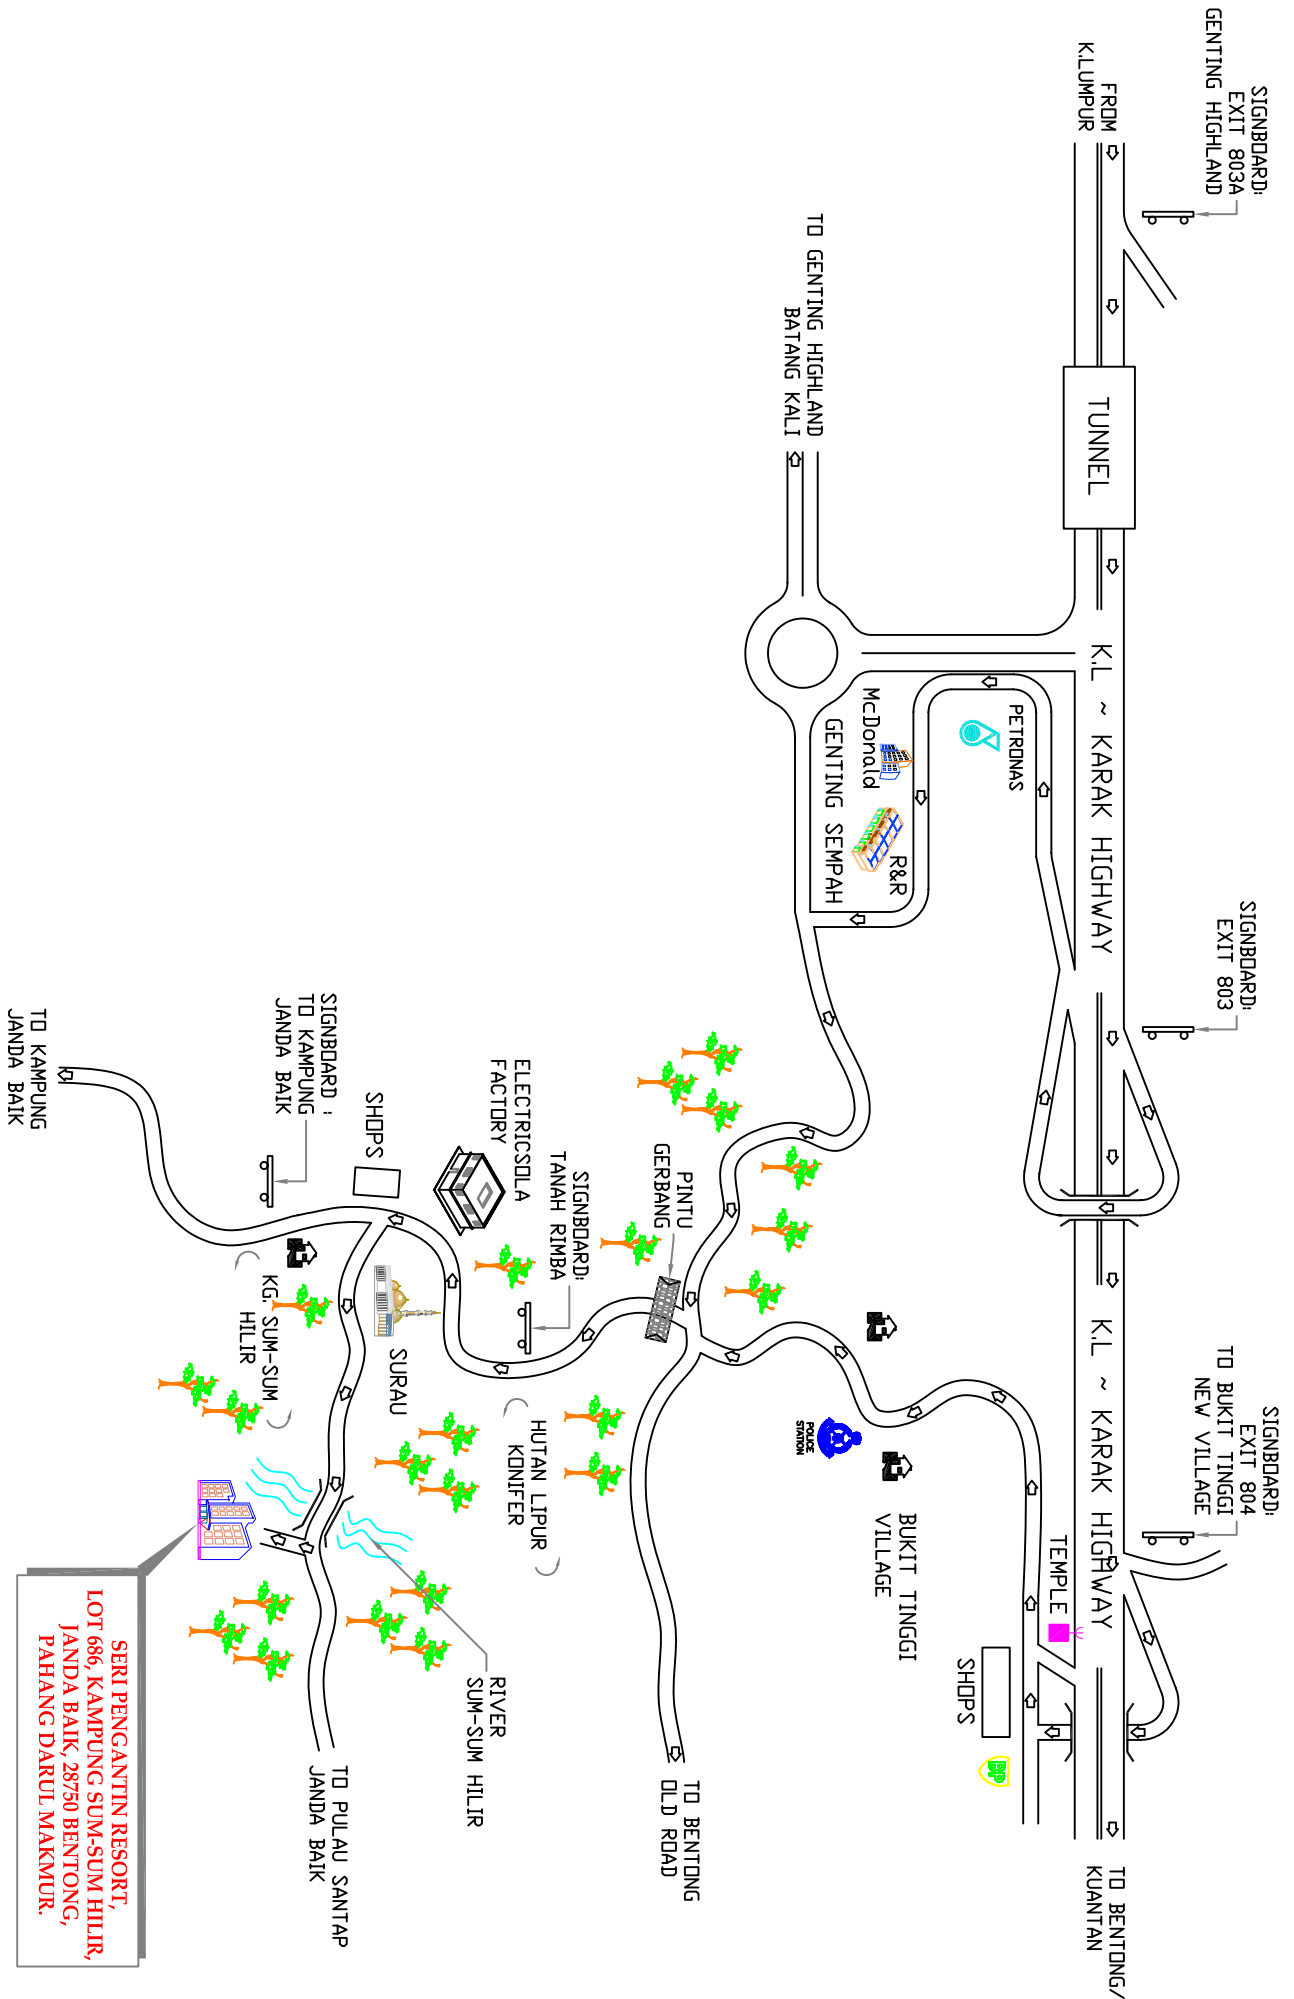 SIGNBOARD:
EXIT 803A
GENTING HIGHLAND
SIGNBOARD:
EXIT 803
SIGNBOARD:
EXIT 804
TO BUKIT TINGGI
NEW VILLAGE
FROM
K.LUMPUR
TUNNEL
K.L ~ KARAK HIGHWAY
K.L ~ KARAK HIGHWAY
TO BENTONG/
KUANTAN
TEMPLE
SHOPS
BP
PETRONAS
R&R
McDonald
GENTING SEMPAH
TO GENTING HIGHLAND
BATANG KALI
BUKIT TINGGI
VILLAGE
POLICE
STATION
PINTU
GERBANG
TO BENTONG
OLD ROAD
SIGNBOARD:
TANAH RIMBA
ELECTRICSOLA
FACTORY
HUTAN LIPUR
KONIFER
RIVER
SUM-SUM HILIR
SHOPS
SURAU
SIGNBOARD :
TO KAMPUNG
JANDA BAIK
KG. SUM-SUM
HILIR
TO PULAU SANTAP
JANDA BAIK
TO KAMPUNG
JANDA BAIK
SERI PENGANTIN RESORT,
LOT 686, KAMPUNG SUM-SUM HILIR,
JANDA BAIK, 28750 BENTONG,
PAHANG DARUL MAKMUR.